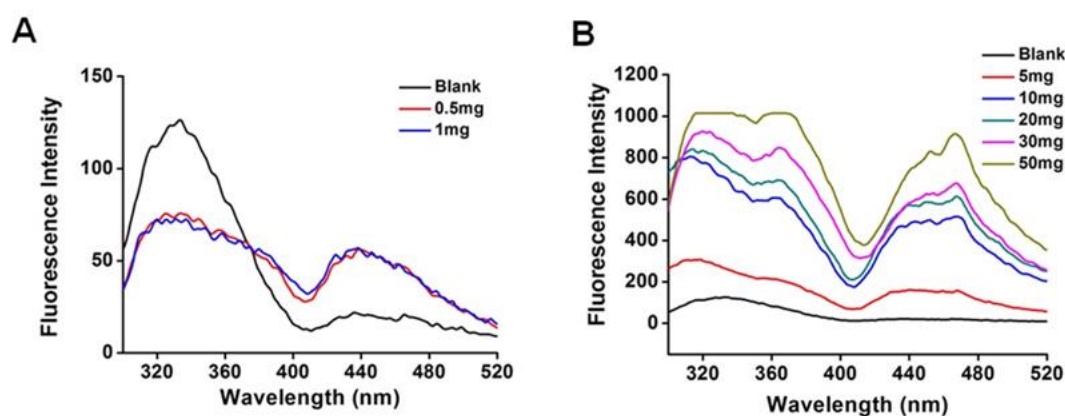 A
Fluorescence Intensity
150
100
50
0
Blank
0.5mg
1mg
320 360 400 440 480 520
Wavelength (nm)
B
Fluorescence Intensity
1200
1000
800
600
400
200
0
Blank
5mg
10mg
20mg
30mg
50mg
320 360 400 440 480 520
Wavelength (nm)